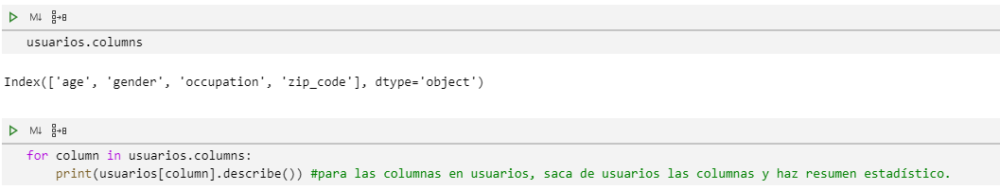 M↓
usuarios.columns
Index(['age', 'gender', 'occupation', 'zip_code'], dtype='object')
M↓
for column in usuarios.columns:
    print(usuarios[column].describe()) #para las columnas en usuarios, saca de usuarios las columnas y haz resumen estadístico.